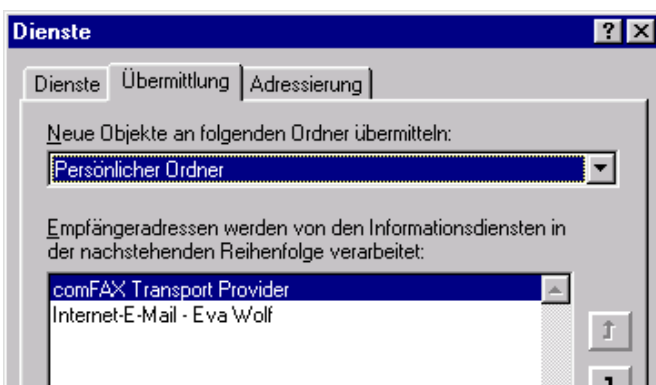 Dienste
Dienste Übermittlung Adressierung
Neue Objekte an folgenden Ordner übermitteln:
Persönlicher Ordner
Empfängeradressen werden von den Informationsdiensten in
der nachstehenden Reihenfolge verarbeitet:
comFAX Transport Provider
Internet-E-Mail - Eva Wolf